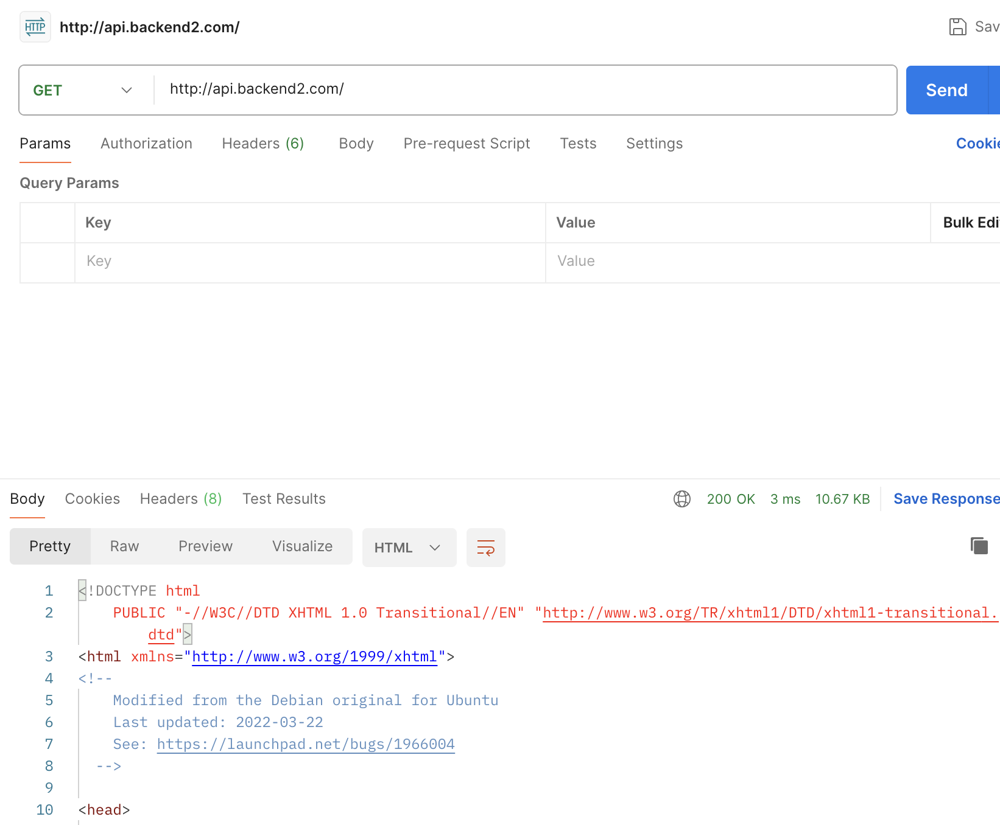 HTTP http://api.backend2.com/ Sav
GET http://api.backend2.com/ Send
Params Authorization Headers (6) Body Pre-request Script Tests Settings Cookie
Query Params
Key Value Bulk Edi
Key Value
Body Cookies Headers (8) Test Results 200 OK 3 ms 10.67 KB Save Response
Pretty Raw Preview Visualize HTML
1 <!DOCTYPE html
2 PUBLIC "-//W3C//DTD XHTML 1.0 Transitional//EN" "http://www.w3.org/TR/xhtml1/DTD/xhtml1-transitional.
dtd">
3 <html xmlns="http://www.w3.org/1999/xhtml">
4 <!--
5 Modified from the Debian original for Ubuntu
6 Last updated: 2022-03-22
7 See: https://launchpad.net/bugs/1966004
8 -->
9
10 <head>